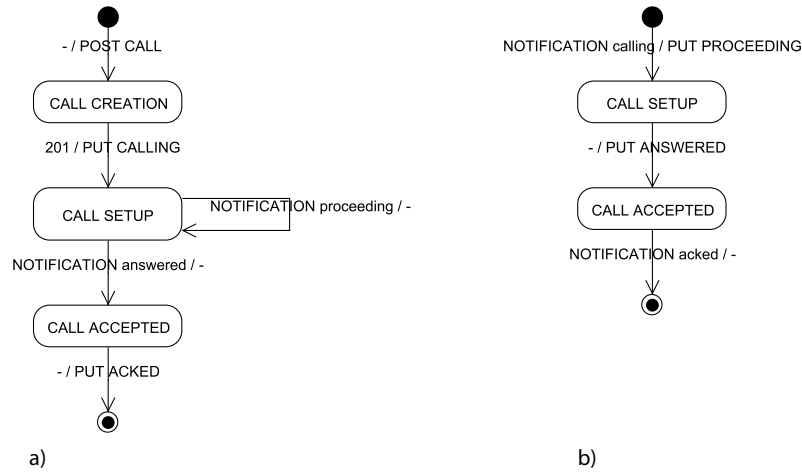 - / POST CALL
CALL CREATION
201 / PUT CALLING
CALL SETUP
NOTIFICATION proceeding / -
NOTIFICATION answered / -
CALL ACCEPTED
- / PUT ACKED
a)
NOTIFICATION calling / PUT PROCEEDING
CALL SETUP
- / PUT ANSWERED
CALL ACCEPTED
NOTIFICATION acked / -
b)